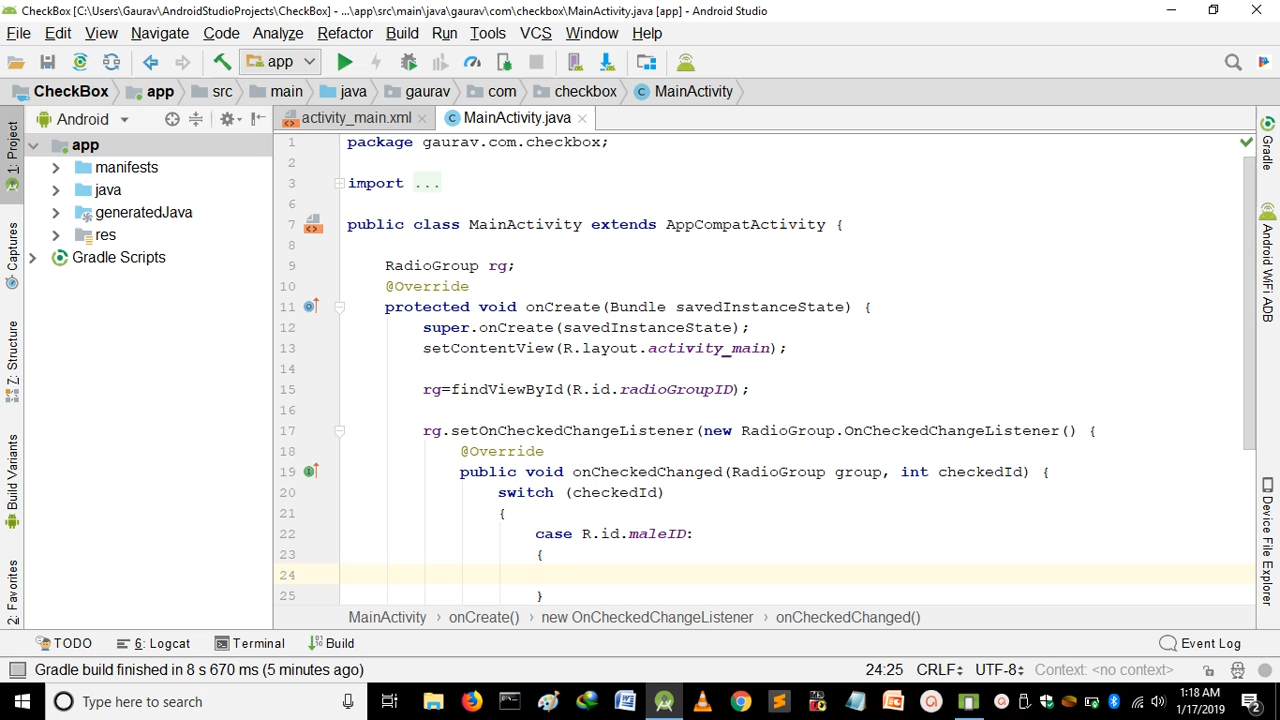 CheckBox [C:\Users\Gaurav\AndroidStudioProjects\CheckBox] - ...\app\src\main\java\gaurav\com\checkbox\MainActivity.java [app] - Android Studio
File Edit View Navigate Code Analyze Refactor Build Run Tools VCS Window Help
app
CheckBox app src main java gaurav com checkbox MainActivity
Android activity_main.xml MainActivity.java
1: Project
Captures
7: Structure
Build Variants
2: Favorites
app
manifests
java
generatedJava
res
Gradle Scripts
1 package gaurav.com.checkbox;
2
3 import ...
6
7 public class MainActivity extends AppCompatActivity {
8
9 RadioGroup rg;
10 @Override
11 protected void onCreate(Bundle savedInstanceState) {
12 super.onCreate(savedInstanceState);
13 setContentView(R.layout.activity_main);
14
15 rg=findViewById(R.id.radioGroupID);
16
17 rg.setOnCheckedChangeListener(new RadioGroup.OnCheckedChangeListener() {
18 @Override
19 public void onCheckedChanged(RadioGroup group, int checkedId) {
20 switch (checkedId)
21 {
22 case R.id.maleID:
23 {
24
25 }
Gradle
Android WiFi ADB
Device File Explorer
MainActivity › onCreate() › new OnCheckedChangeListener › onCheckedChanged()
TODO 6: Logcat Terminal Build Event Log
Gradle build finished in 8 s 670 ms (5 minutes ago) 24:25 CRLF UTF-8 Context: <no context>
Type here to search
1:18 AM
1/17/2019
2